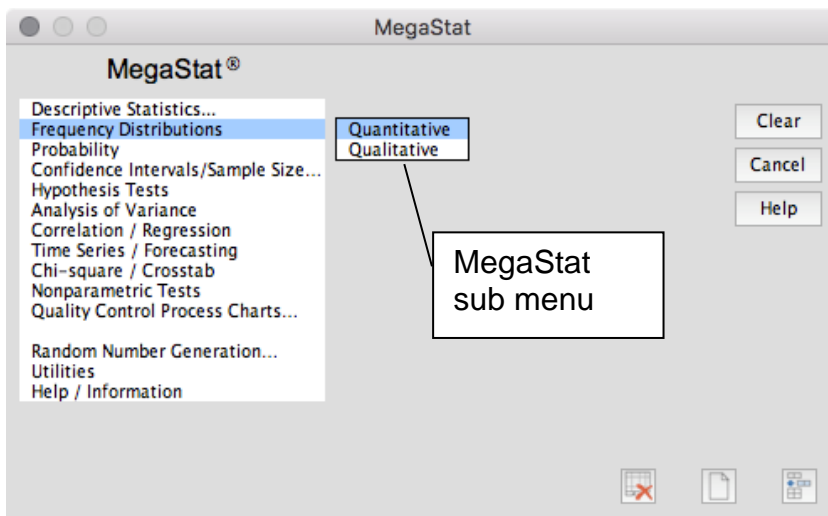 MegaStat
MegaStat ®
Descriptive Statistics...
Frequency Distributions
Probability
Confidence Intervals/Sample Size...
Hypothesis Tests
Analysis of Variance
Correlation / Regression
Time Series / Forecasting
Chi-square / Crosstab
Nonparametric Tests
Quality Control Process Charts...
Random Number Generation...
Utilities
Help / Information
Quantitative
Qualitative
MegaStat
sub menu
Clear
Cancel
Help